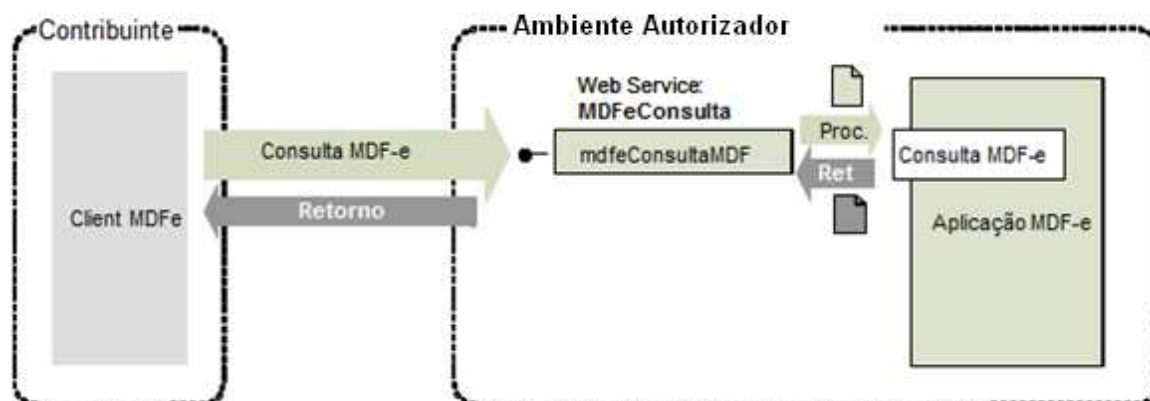 Contribuinte
Ambiente Autorizador
Web Service:
MDFeConsulta
Consulta MDF-e
mdfeConsultaMDF
Proc.
Consulta MDF-e
Ret
Retorno
Client MDFe
Aplicação MDF-e